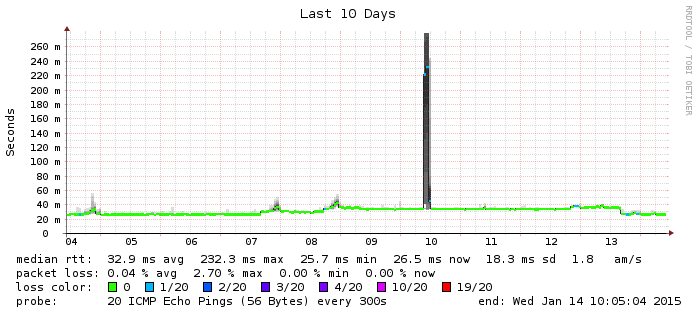 Last 10 Days
RRDTOOL / TOBI OETIKER
Seconds
260 m
240 m
220 m
200 m
180 m
160 m
140 m
120 m
100 m
80 m
60 m
40 m
20 m
0
04 05 06 07 08 09 10 11 12 13
median rtt: 32.9 ms avg 232.3 ms max 25.7 ms min 26.5 ms now 18.3 ms sd 1.8 am/s
packet loss: 0.04 % avg 2.70 % max 0.00 % min 0.00 % now
loss color: 0 1/20 2/20 3/20 4/20 10/20 19/20
probe: 20 ICMP Echo Pings (56 Bytes) every 300s end: Wed Jan 14 10:05:04 2015